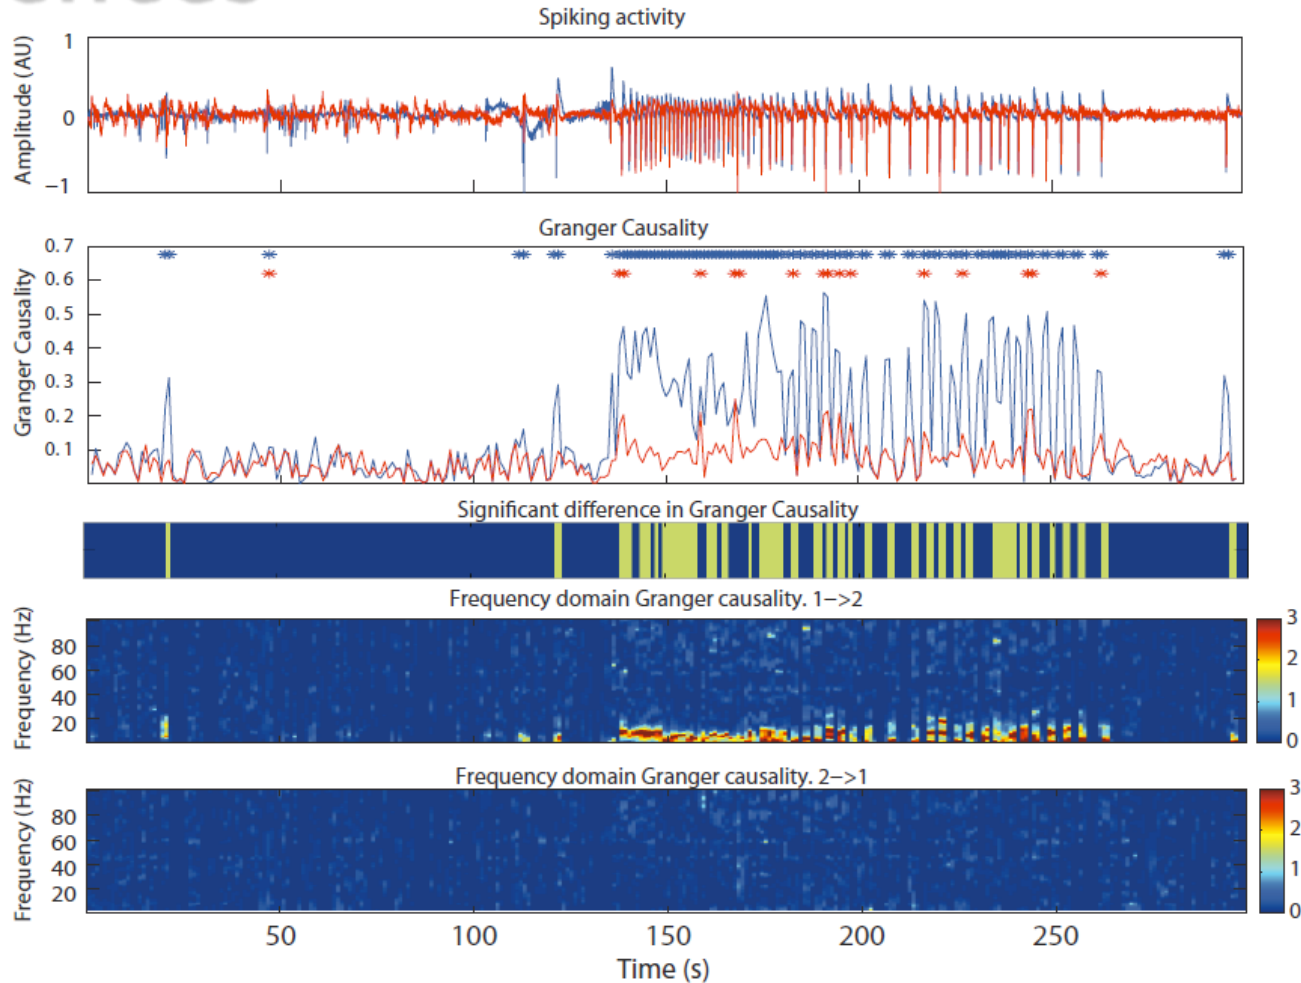 Spiking activity
Amplitude (AU)
1
0
−1
Granger Causality
Granger Causality
0.7
0.6
0.5
0.4
0.3
0.2
0.1
Significant difference in Granger Causality
Frequency domain Granger causality. 1−>2
Frequency (Hz)
80
60
40
20
3
2
1
0
Frequency domain Granger causality. 2−>1
Frequency (Hz)
80
60
40
20
3
2
1
0
50 100 150 200 250
Time (s)